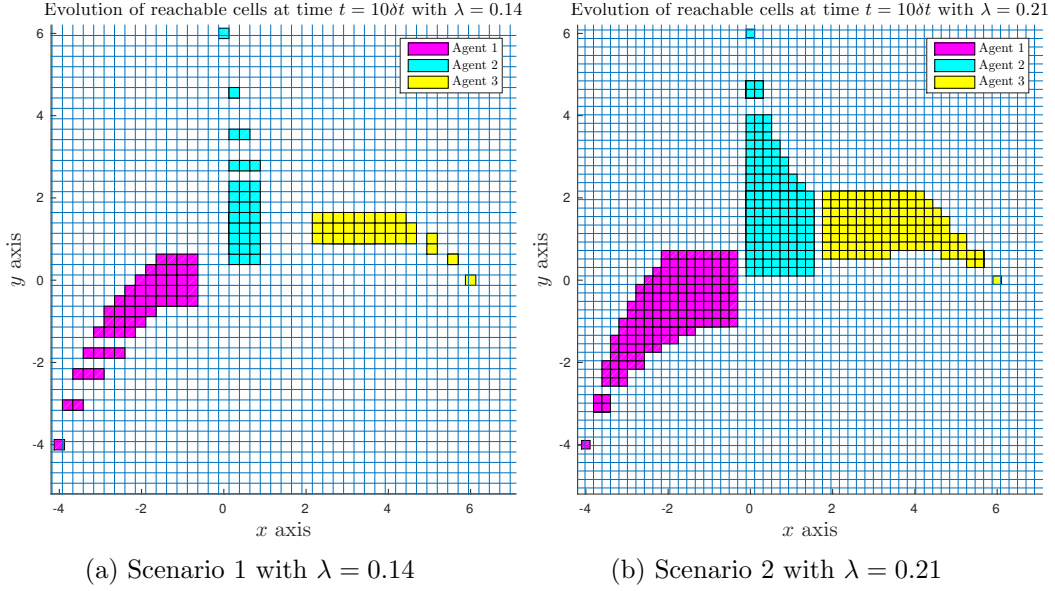 Evolution of reachable cells at time t = 10δt with λ = 0.14
Agent 1
Agent 2
Agent 3
6
4
2
0
-2
-4
y axis
-4
-2
0
2
4
6
x axis
(a) Scenario 1 with λ = 0.14
Evolution of reachable cells at time t = 10δt with λ = 0.21
Agent 1
Agent 2
Agent 3
6
4
2
0
-2
-4
y axis
-4
-2
0
2
4
6
x axis
(b) Scenario 2 with λ = 0.21